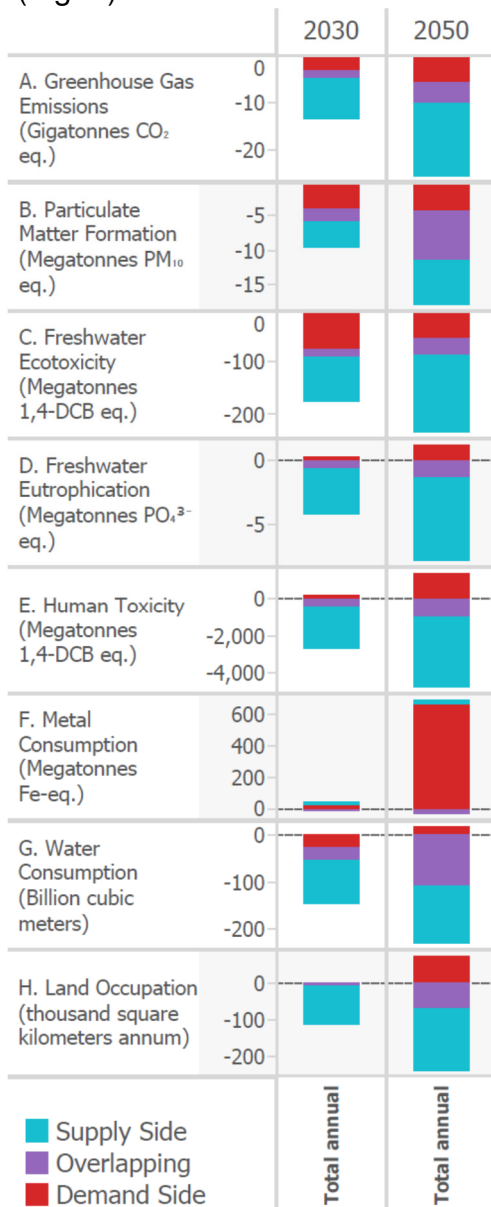 2030 2050
A. Greenhouse Gas
Emissions
(Gigatonnes CO₂
eq.)
0
-10
-20
B. Particulate
Matter Formation
(Megatonnes PM₁₀
eq.)
-5
-10
-15
C. Freshwater
Ecotoxicity
(Megatonnes
1,4-DCB eq.)
0
-100
-200
D. Freshwater
Eutrophication
(Megatonnes PO₄³⁻
eq.)
0
-5
E. Human Toxicity
(Megatonnes
1,4-DCB eq.)
0
-2,000
-4,000
F. Metal
Consumption
(Megatonnes
Fe-eq.)
600
400
200
0
G. Water
Consumption
(Billion cubic
meters)
0
-100
-200
H. Land Occupation
(thousand square
kilometers annum)
0
-100
-200
Supply Side
Overlapping
Demand Side
Total annual
Total annual